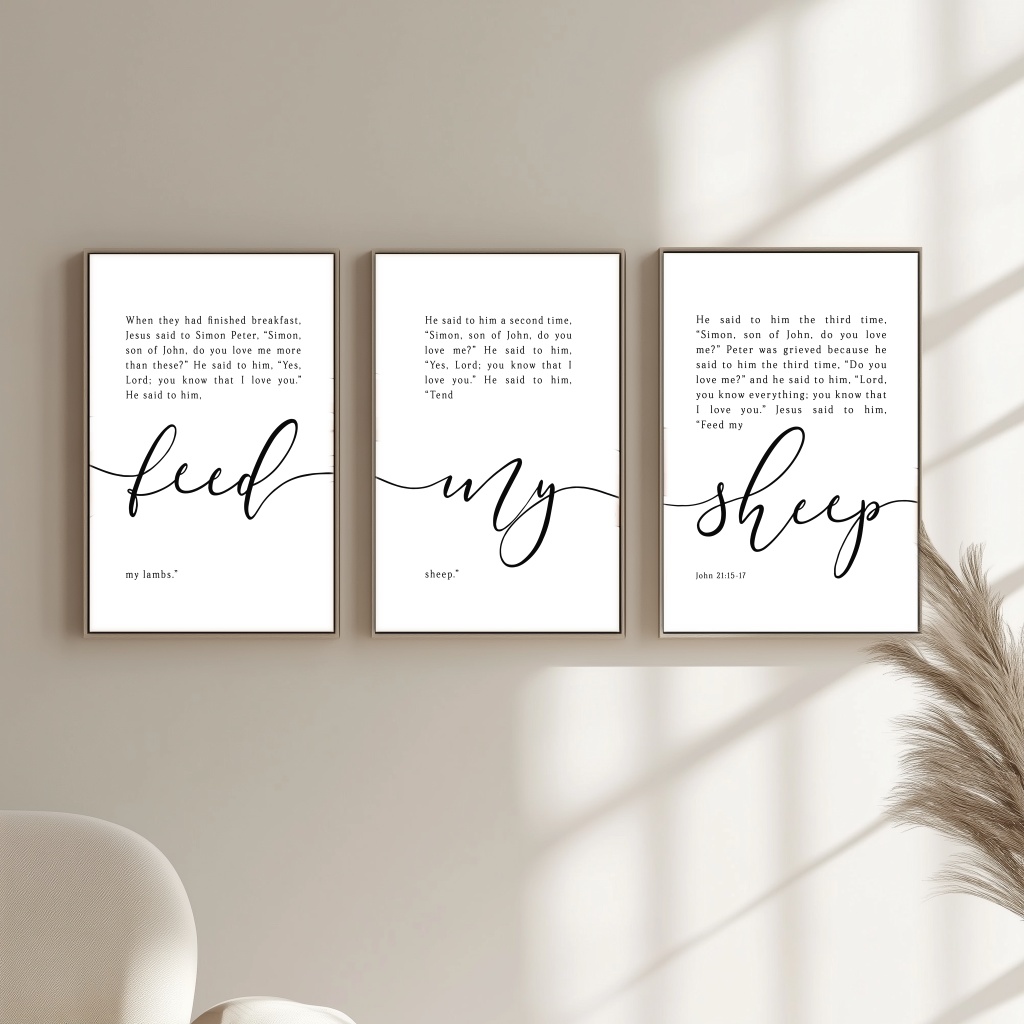 When they had finished breakfast,
Jesus said to Simon Peter, “Simon,
son of John, do you love me more
than these?” He said to him, “Yes,
Lord; you know that I love you.”
He said to him,
feed
my lambs.”
He said to him a second time,
“Simon, son of John, do you
love me?” He said to him,
“Yes, Lord; you know that I
love you.” He said to him,
“Tend
my
sheep.”
He said to him the third time,
“Simon, son of John, do you love
me?” Peter was grieved because he
said to him the third time, “Do you
love me?” and he said to him, “Lord,
you know everything; you know that
I love you.” Jesus said to him,
“Feed my
sheep
John 21:15-17